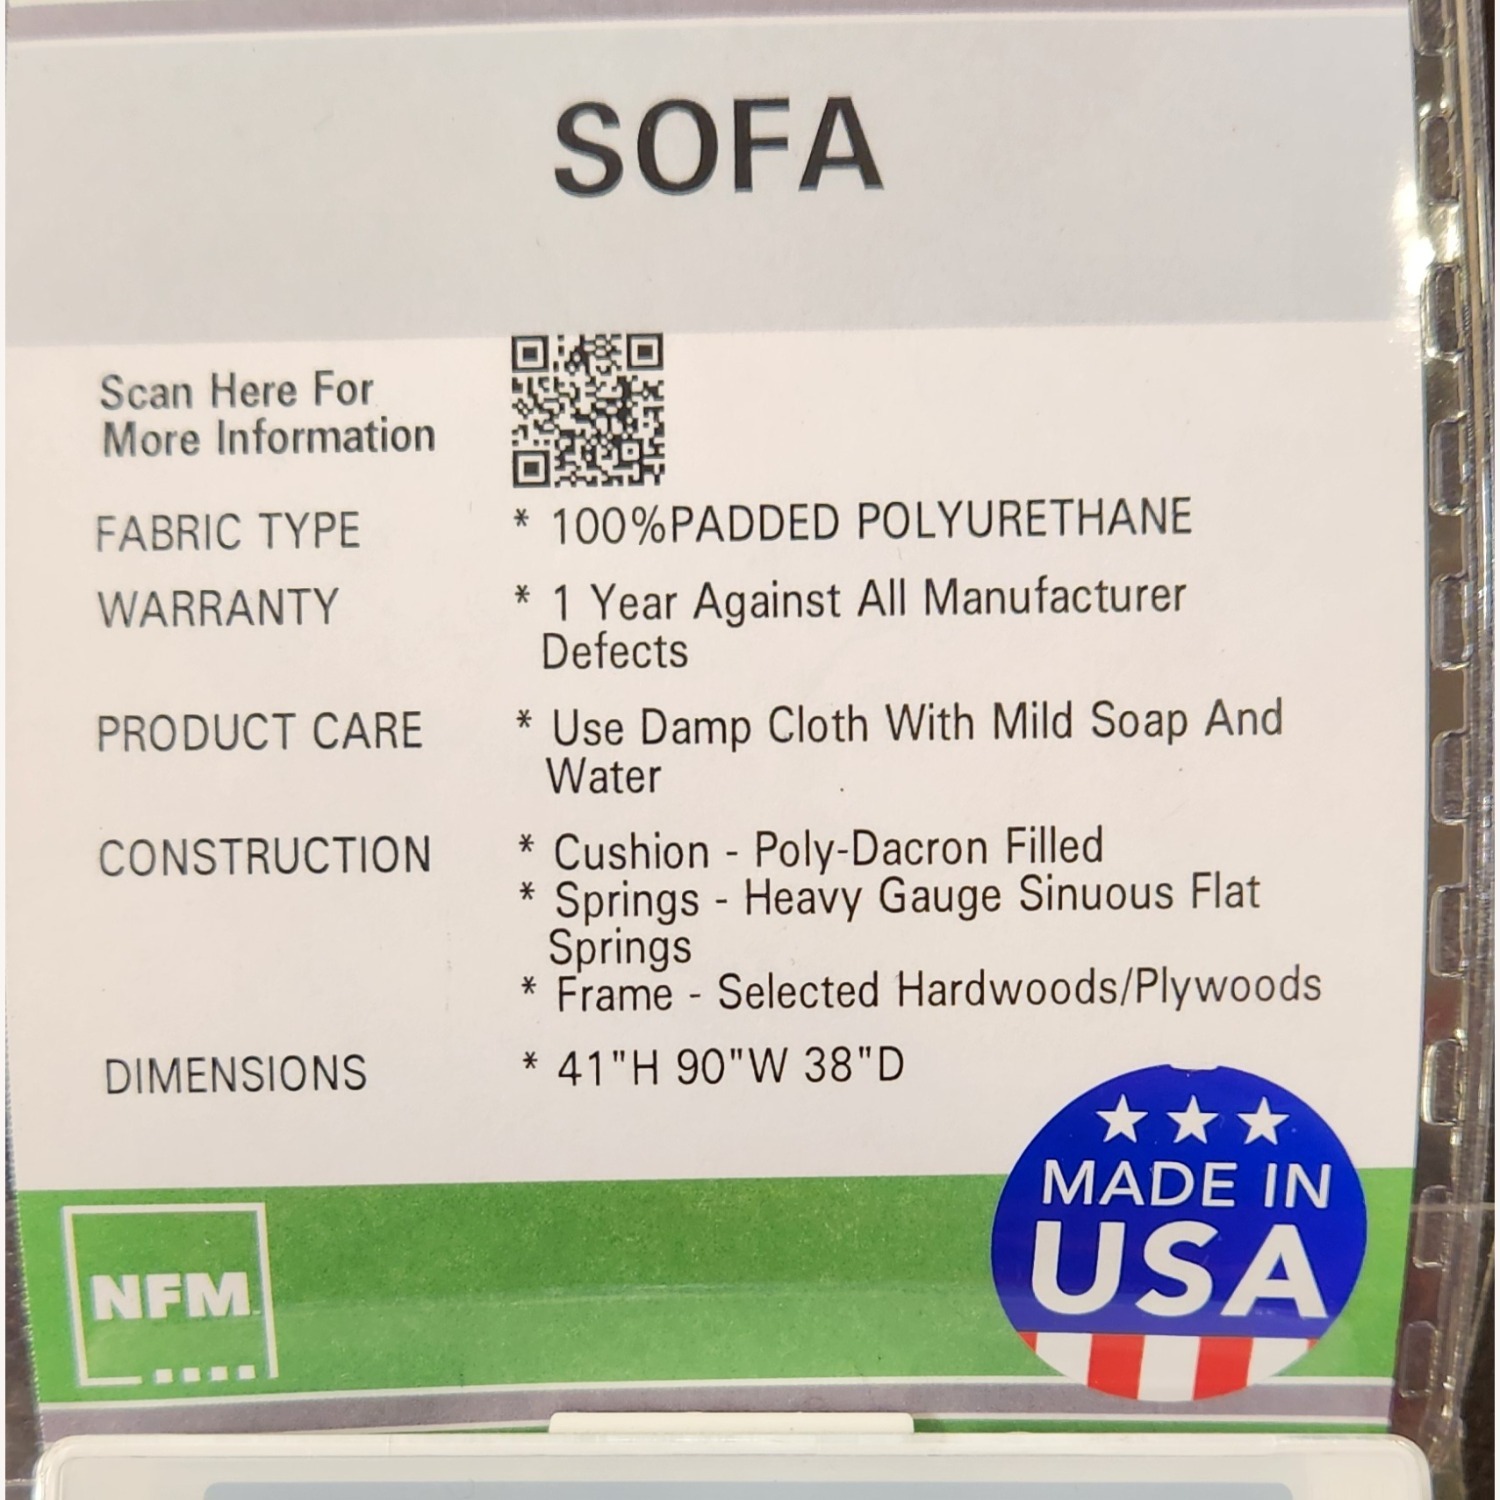 SOFA
Scan Here For
More Information
FABRIC TYPE * 100%PADDED POLYURETHANE
WARRANTY * 1 Year Against All Manufacturer
Defects
PRODUCT CARE * Use Damp Cloth With Mild Soap And
Water
CONSTRUCTION * Cushion - Poly-Dacron Filled
* Springs - Heavy Gauge Sinuous Flat
Springs
* Frame - Selected Hardwoods/Plywoods
DIMENSIONS * 41"H 90"W 38"D
MADE IN
USA
NFM